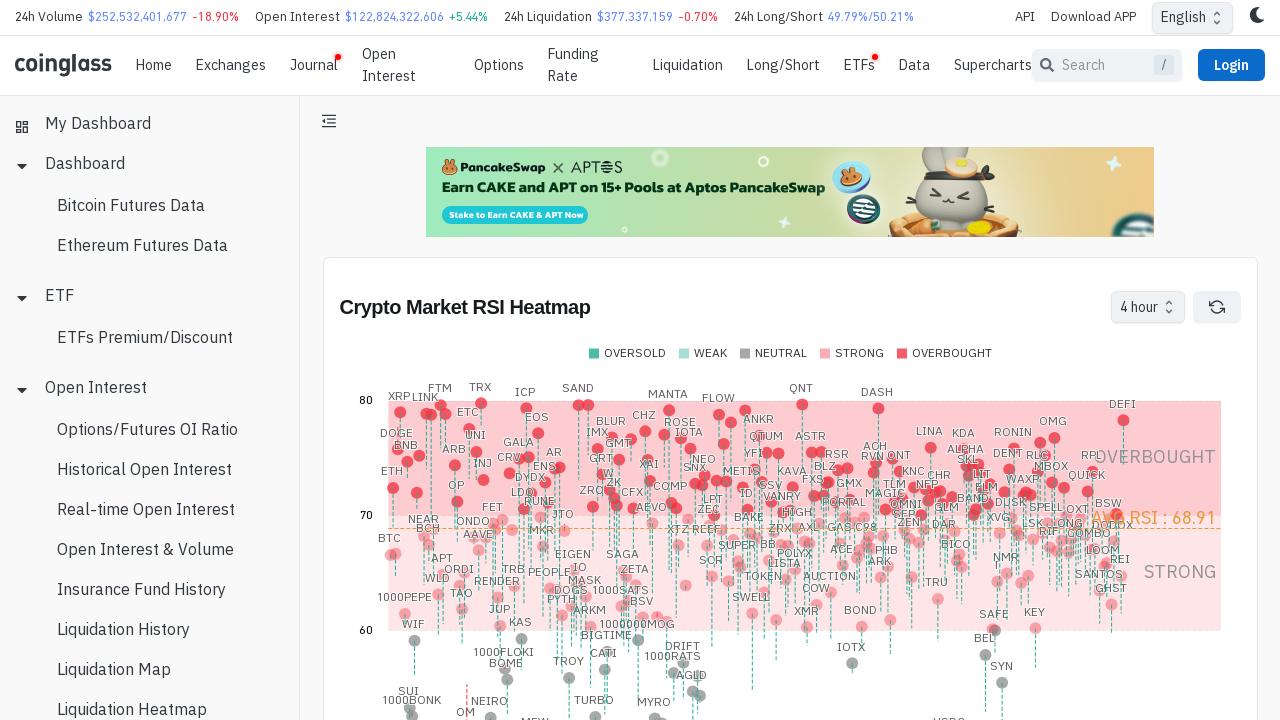 24h Volume $252,532,401,677 -18.90% Open Interest $122,824,322,606 +5.44% 24h Liquidation $377,337,159 -0.70% 24h Long/Short 49.79%/50.21% API Download APP English
coinglass Home Exchanges Journal Open Interest Options Funding Rate Liquidation Long/Short ETFs Data Supercharts Search / Login
My Dashboard
Dashboard
Bitcoin Futures Data
Ethereum Futures Data
ETF
ETFs Premium/Discount
Open Interest
Options/Futures OI Ratio
Historical Open Interest
Real-time Open Interest
Open Interest & Volume
Insurance Fund History
Liquidation History
Liquidation Map
Liquidation Heatmap
PancakeSwap X APTOS
Earn CAKE and APT on 15+ Pools at Aptos PancakeSwap
Stake to Earn CAKE & APT Now
Crypto Market RSI Heatmap 4 hour
OVERSOLD WEAK NEUTRAL STRONG OVERBOUGHT
80
70
60
OVERBOUGHT
RSI : 68.91
STRONG
XRP LINK FTM TRX ICP SAND MANTA FLOW QNT DASH DEFI
ETC EOS BLUR CHZ ROSE ANKR OMG
DOGE BNB ARB UNI GALA IMX GMT IOTA QTUM ASTR LINA KDA RONIN
ETH INJ CRV AR GRT XAI NEO YFI RSR ACH RVN ONT ALPHA SKL DENT RLC
OP DYDX ENS ZK SNX METIS KAVA BLZ KNC CHR LIT MBOX QUICK
LDO RUNE ZRO CFX COMP LPT ID CSV FXS GMX TLM NFP FLM WAXP
NEAR BCH ONDO FET JTO AEVO ZEC BAKE HIGH PORTAL MAGIC OMNI GLM BAND DUSK SPELL OXT BSW
BTC AAVE MKR XTZ REEF ZRX AXL GAS ZEN DAR XVG LSK RIF COMBO
APT ORDI TRB EIGEN SAGA SUPER BB POLYX ACE PHB BICO LOOM
WLD TAO RENDER PEOPLE IO ZETA SCR LISTA ARK NMR SANTOS REI
1000PEPE MASK DOGS 1000SATS TOKEN AUCTION TRU GHST
WIF JUP PYTH ARKM BSV SWELL COW XMR BOND SAFE KEY
KAS BIGTIME 1000000MOG
1000FLOKI BOME TROY CATI DRIFT 1000RATS IOTX BEL SYN
SUI 1000BONK NEIRO TURBO MYRO AGLD
OM